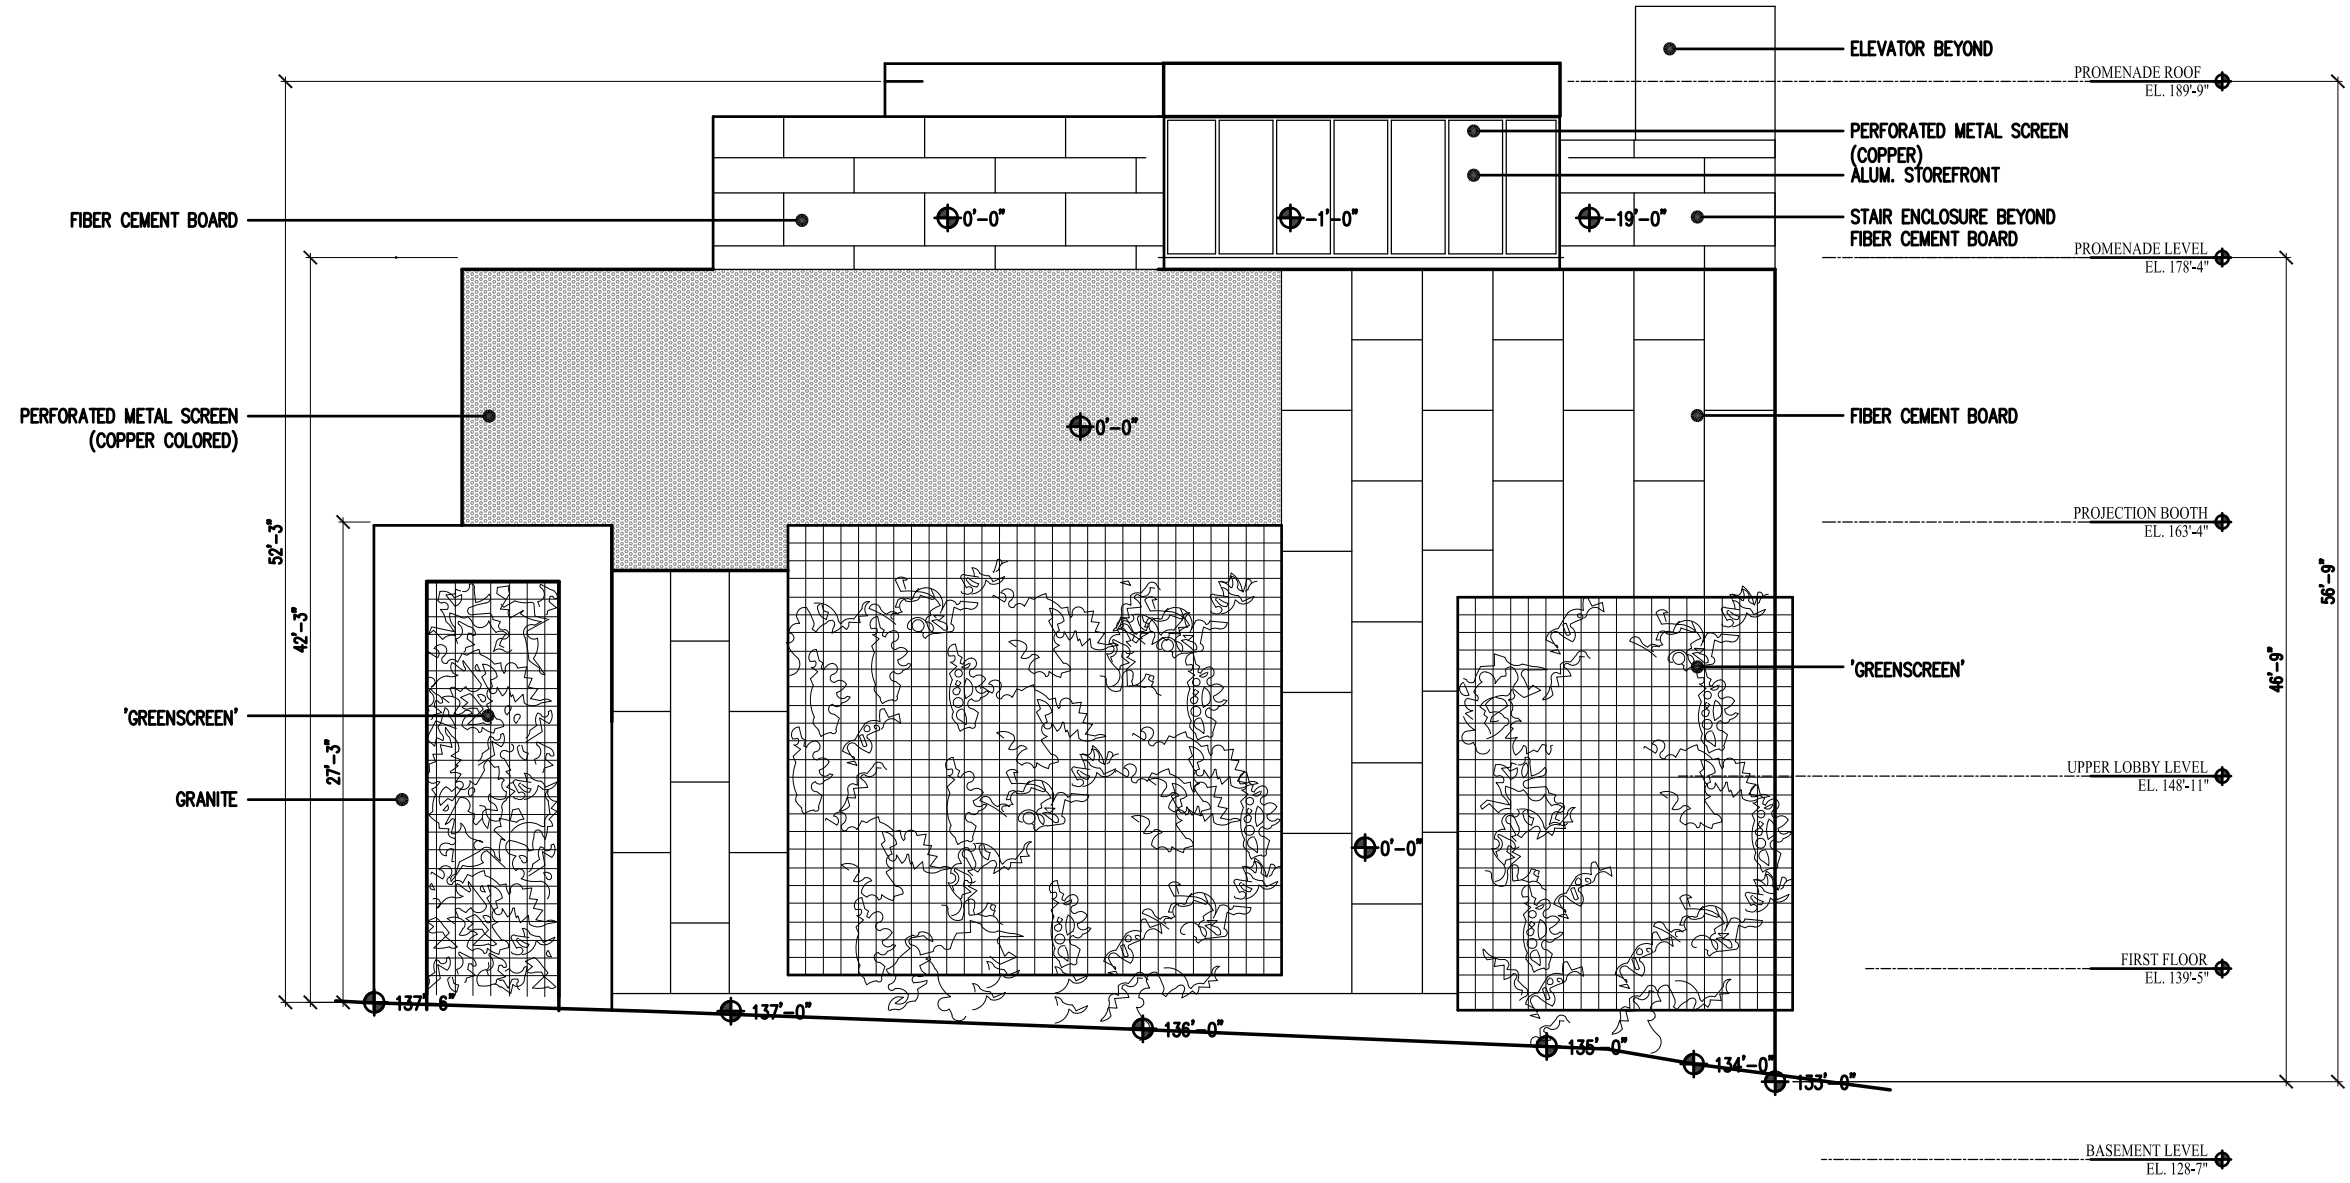 ELEVATOR BEYOND
PROMENADE ROOF
EL. 189'-9"
PERFORATED METAL SCREEN
(COPPER)
ALUM. STOREFRONT
FIBER CEMENT BOARD
0'-0"
-1'-0"
-19'-0"
STAIR ENCLOSURE BEYOND
FIBER CEMENT BOARD
PROMENADE LEVEL
EL. 178'-4"
PERFORATED METAL SCREEN
(COPPER COLORED)
0'-0"
FIBER CEMENT BOARD
PROJECTION BOOTH
EL. 163'-4"
52'-3"
42'-3"
27'-3"
56'-9"
46'-9"
'GREENSCREEN'
'GREENSCREEN'
UPPER LOBBY LEVEL
EL. 148'-11"
GRANITE
0'-0"
FIRST FLOOR
EL. 139'-5"
137'-6"
137'-0"
136'-0"
135'-0"
134'-0"
133'-0"
BASEMENT LEVEL
EL. 128-7"